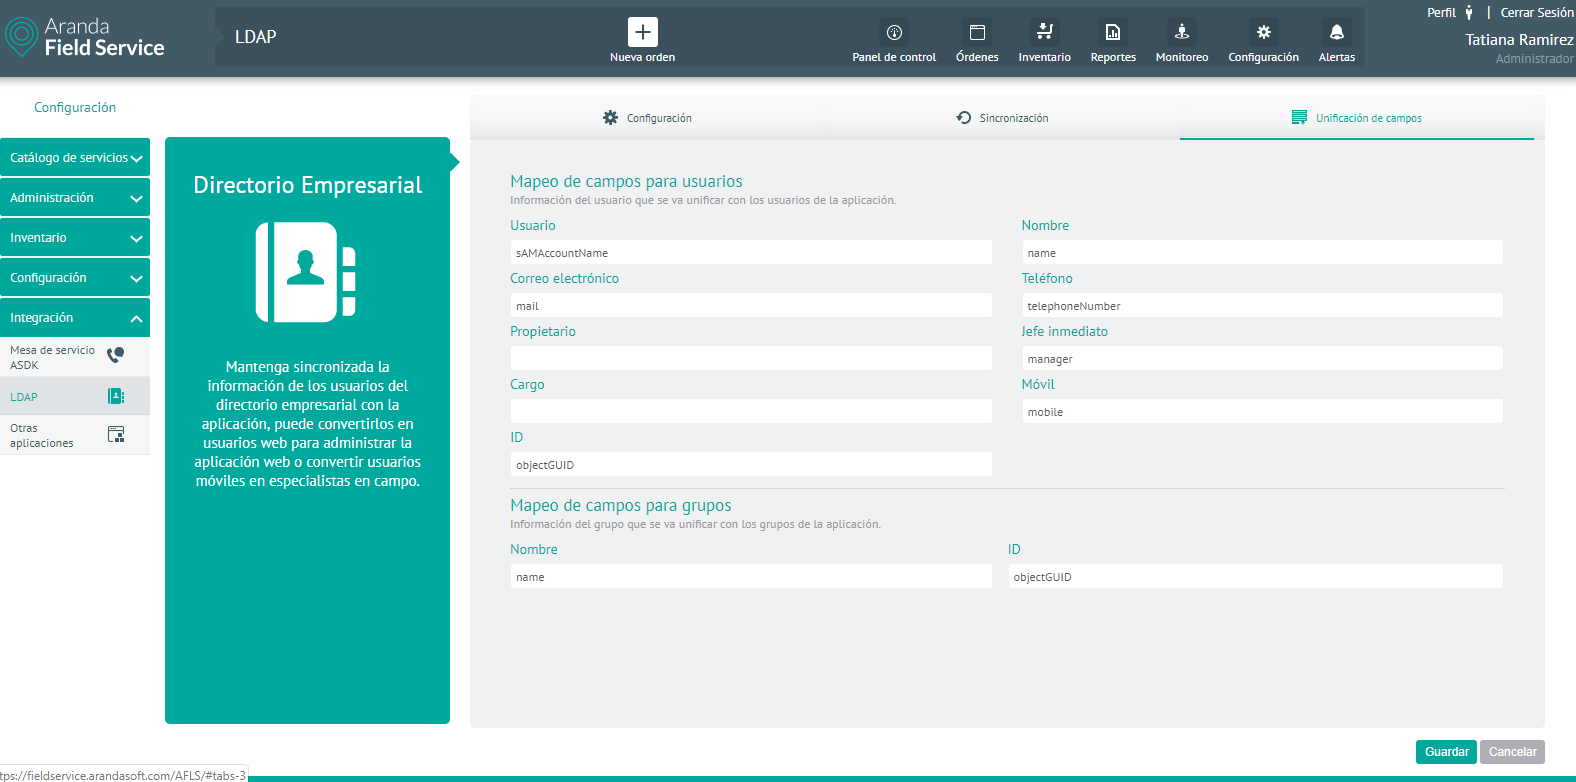 Aranda
Field Service
LDAP
Nueva orden
Panel de control
Órdenes
Inventario
Reportes
Monitoreo
Configuración
Alertas
Perfil | Cerrar Sesión
Tatiana Ramirez
Administrador
Configuración
Catálogo de servicios
Administración
Inventario
Configuración
Integración
Mesa de servicio
ASDK
LDAP
Otras
aplicaciones
Directorio Empresarial
Mantenga sincronizada la
información de los usuarios del
directorio empresarial con la
aplicación, puede convertirlos en
usuarios web para administrar la
aplicación web o convertir usuarios
móviles en especialistas en campo.
Configuración
Sincronización
Unificación de campos
Mapeo de campos para usuarios
Información del usuario que se va unificar con los usuarios de la aplicación.
Usuario
sAMAccountName
Nombre
name
Correo electrónico
mail
Teléfono
telephoneNumber
Propietario
Jefe inmediato
manager
Cargo
Móvil
mobile
ID
objectGUID
Mapeo de campos para grupos
Información del grupo que se va unificar con los grupos de la aplicación.
Nombre
name
ID
objectGUID
Guardar
Cancelar
tps://fieldservice.arandasoft.com/AFLS/#tabs-3